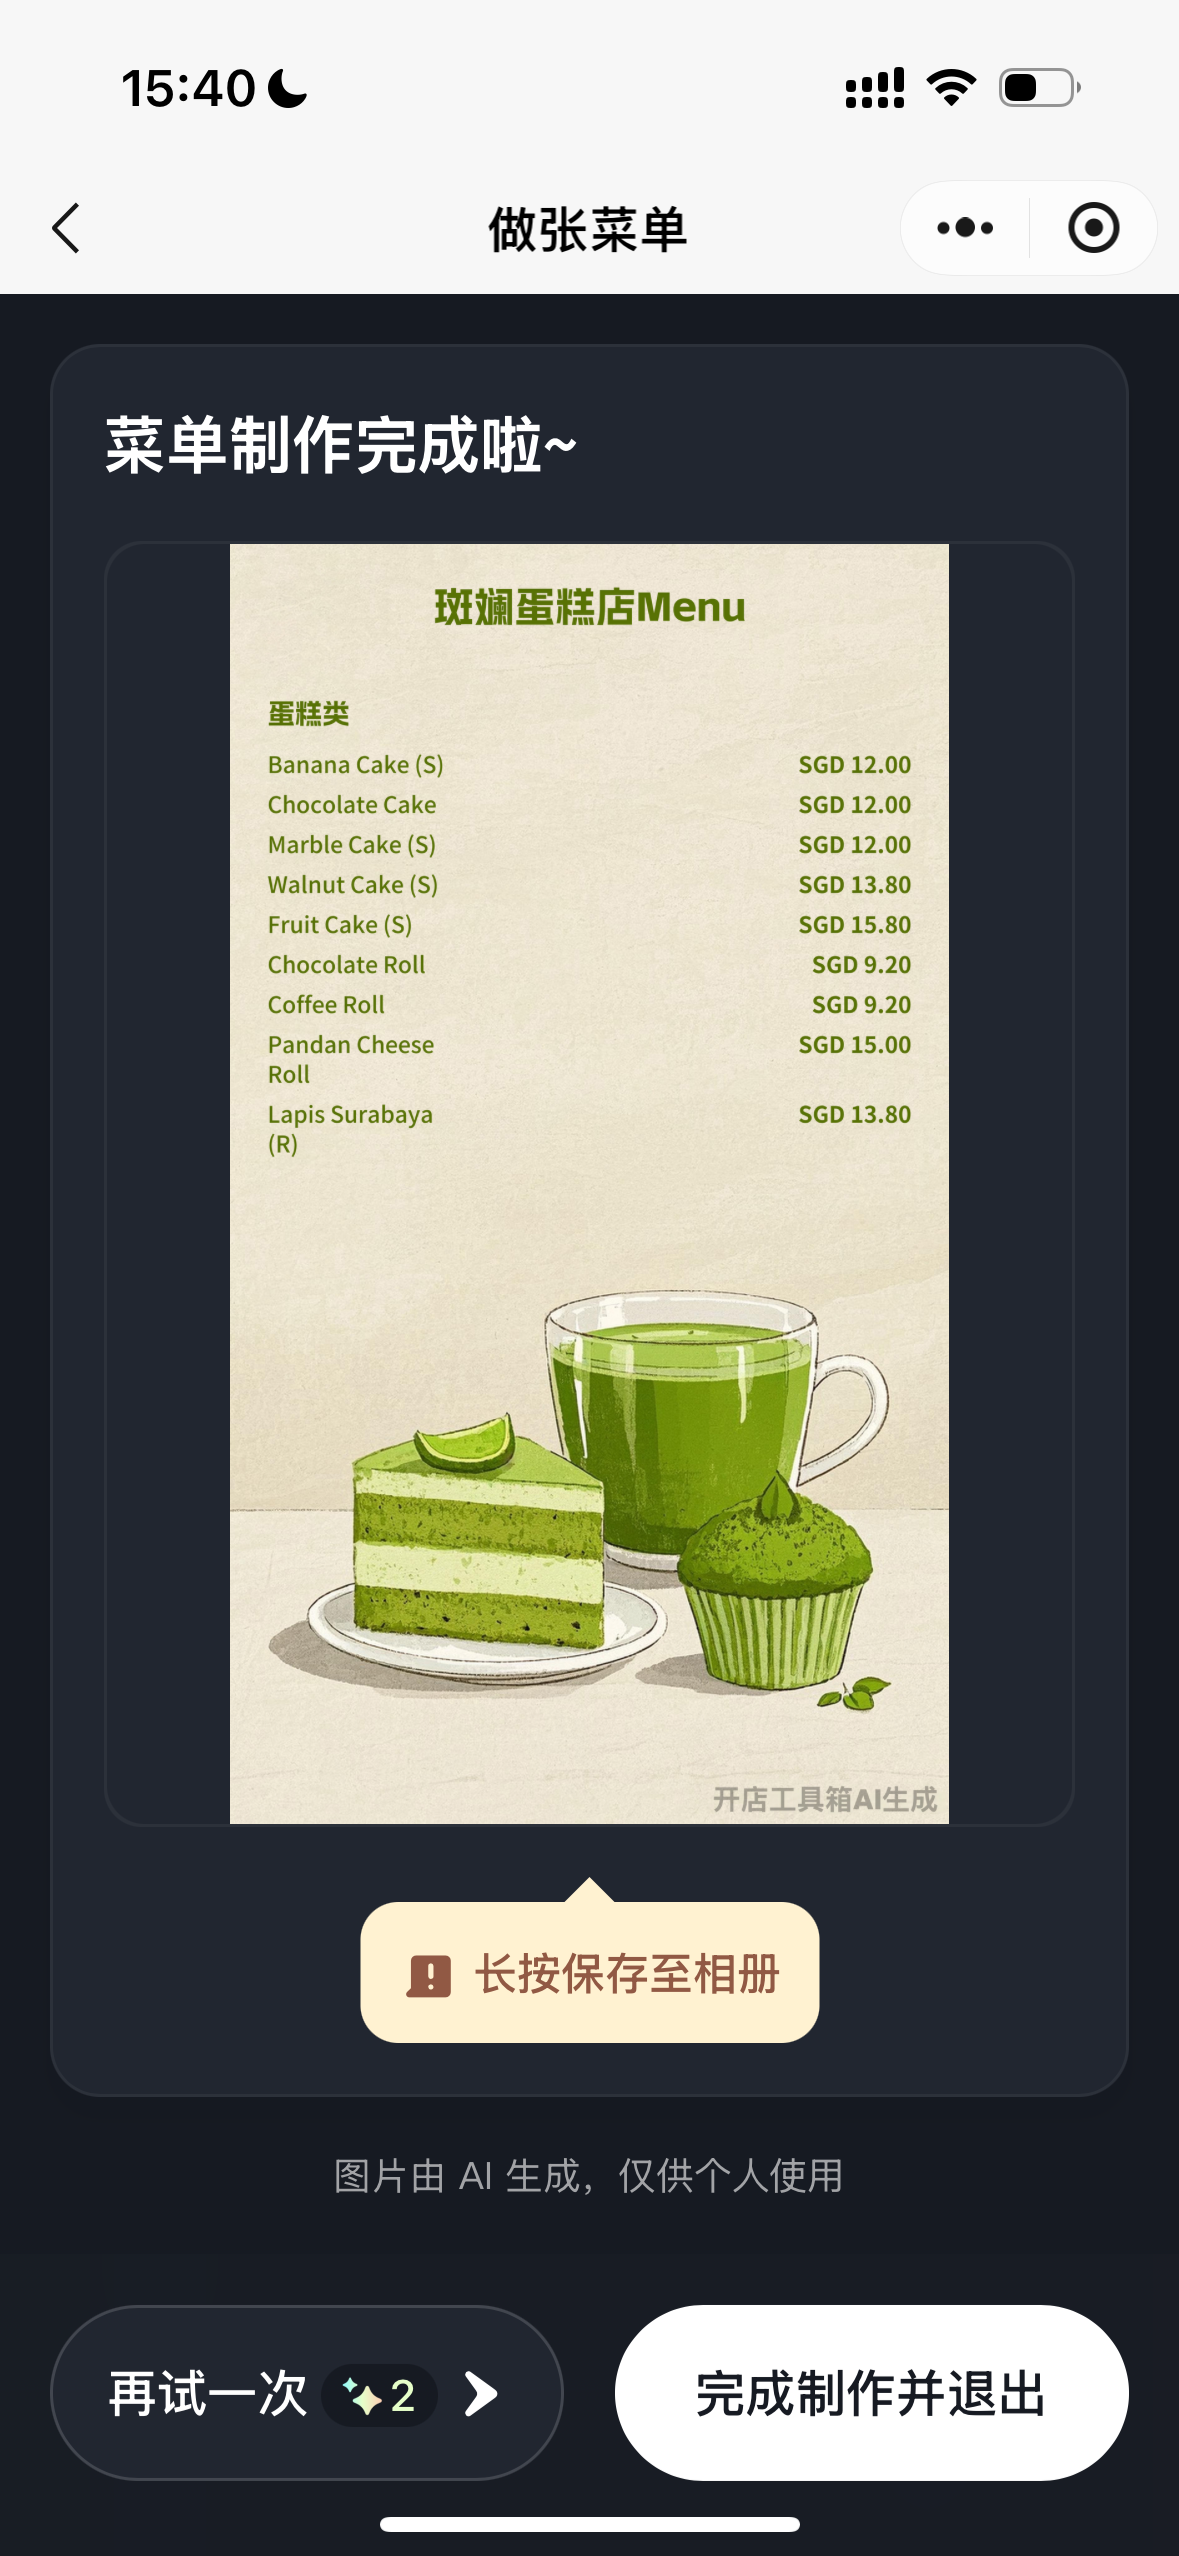 15:40
做张菜单
菜单制作完成啦~
斑斓蛋糕店Menu
蛋糕类
Banana Cake (S) SGD 12.00
Chocolate Cake SGD 12.00
Marble Cake (S) SGD 12.00
Walnut Cake (S) SGD 13.80
Fruit Cake (S) SGD 15.80
Chocolate Roll SGD 9.20
Coffee Roll SGD 9.20
Pandan Cheese SGD 15.00
Roll
Lapis Surabaya SGD 13.80
(R)
开店工具箱AI生成
长按保存至相册
图片由 AI 生成，仅供个人使用
再试一次 2
完成制作并退出